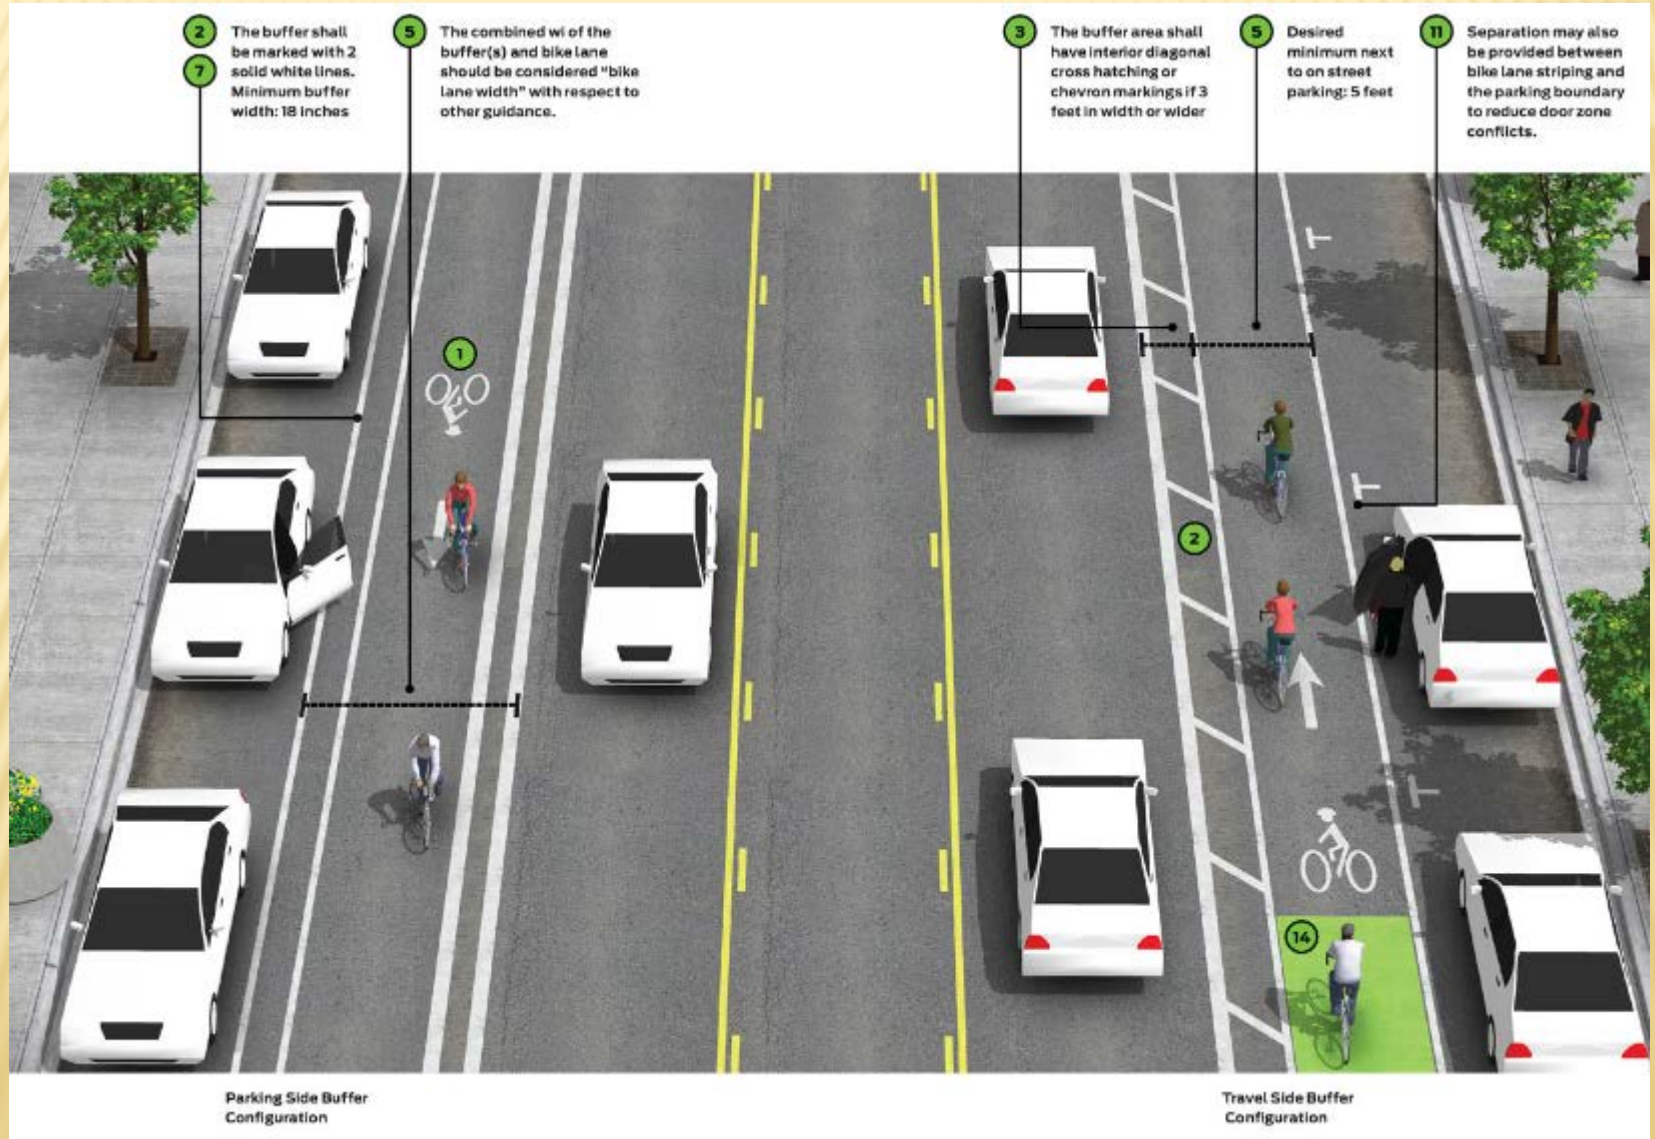 2
7
The buffer shall
be marked with 2
solid white lines.
Minimum buffer
width: 18 inches
5
The combined wi of the
buffer(s) and bike lane
should be considered "bike
lane width" with respect to
other guidance.
3
The buffer area shall
have interior diagonal
cross hatching or
chevron markings if 3
feet in width or wider
5
Desired
minimum next
to on street
parking: 5 feet
11
Separation may also
be provided between
bike lane striping and
the parking boundary
to reduce door zone
conflicts.
1
2
14
Parking Side Buffer
Configuration
Travel Side Buffer
Configuration